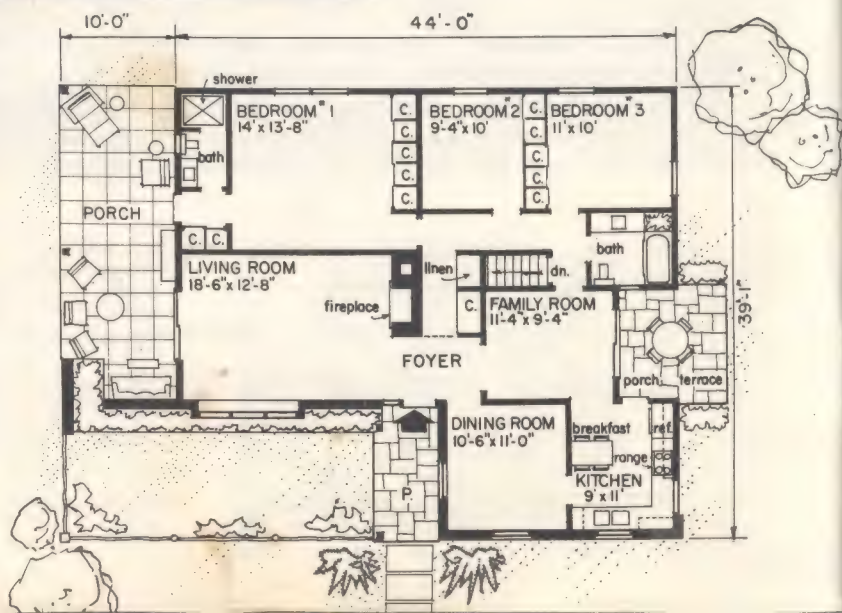 10'-0"
44'-0"
shower
BEDROOM # 1
14' x 13'-8"
C.
C.
C.
C.
C.
BEDROOM # 2
9'-4" x 10'
C.
C.
C.
C.
C.
BEDROOM # 3
11' x 10'
bath
PORCH
C. C.
bath
LIVING ROOM
18'-6" x 12'-8"
linen
dn.
fireplace
C.
FAMILY ROOM
11'-4" x 9'-4"
39'-1"
FOYER
porch terrace
DINING ROOM
10'-6" x 11'-0"
breakfast
ref.
range
KITCHEN
9' x 11'
P.